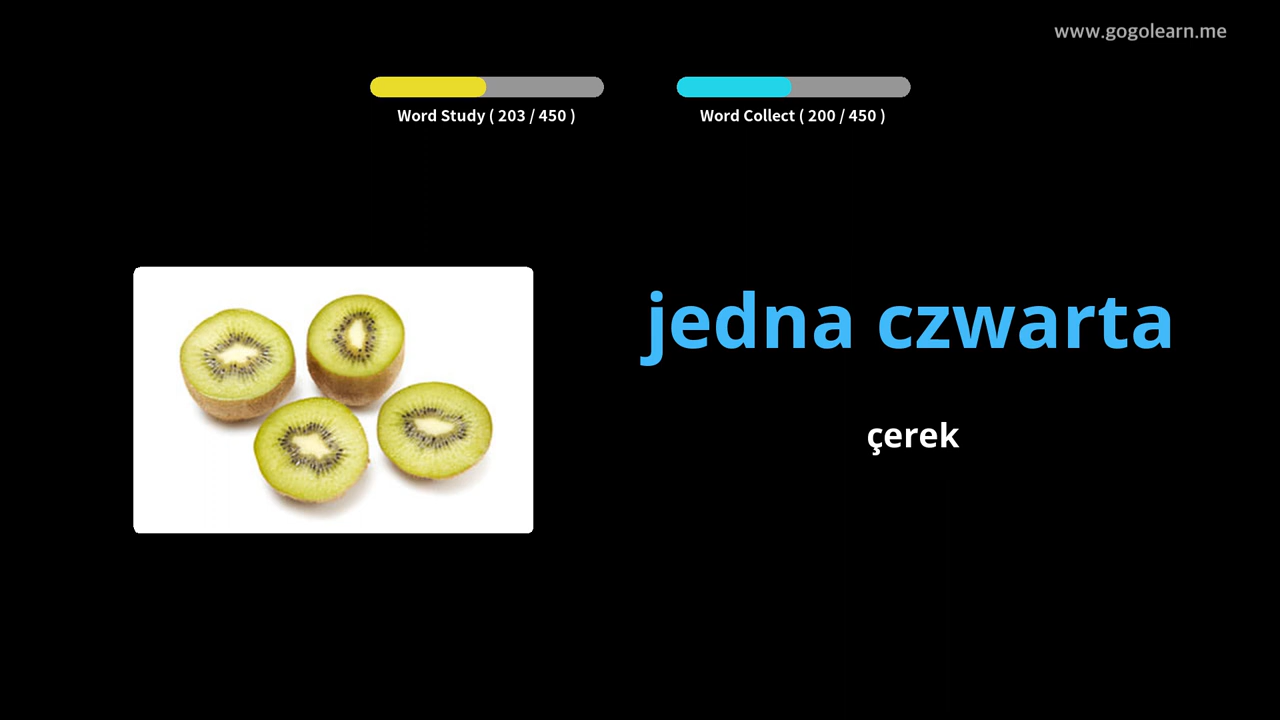 www.gogolearn.me
Word Study ( 203 / 450 )
Word Collect ( 200 / 450 )
jedna czwarta
çerek